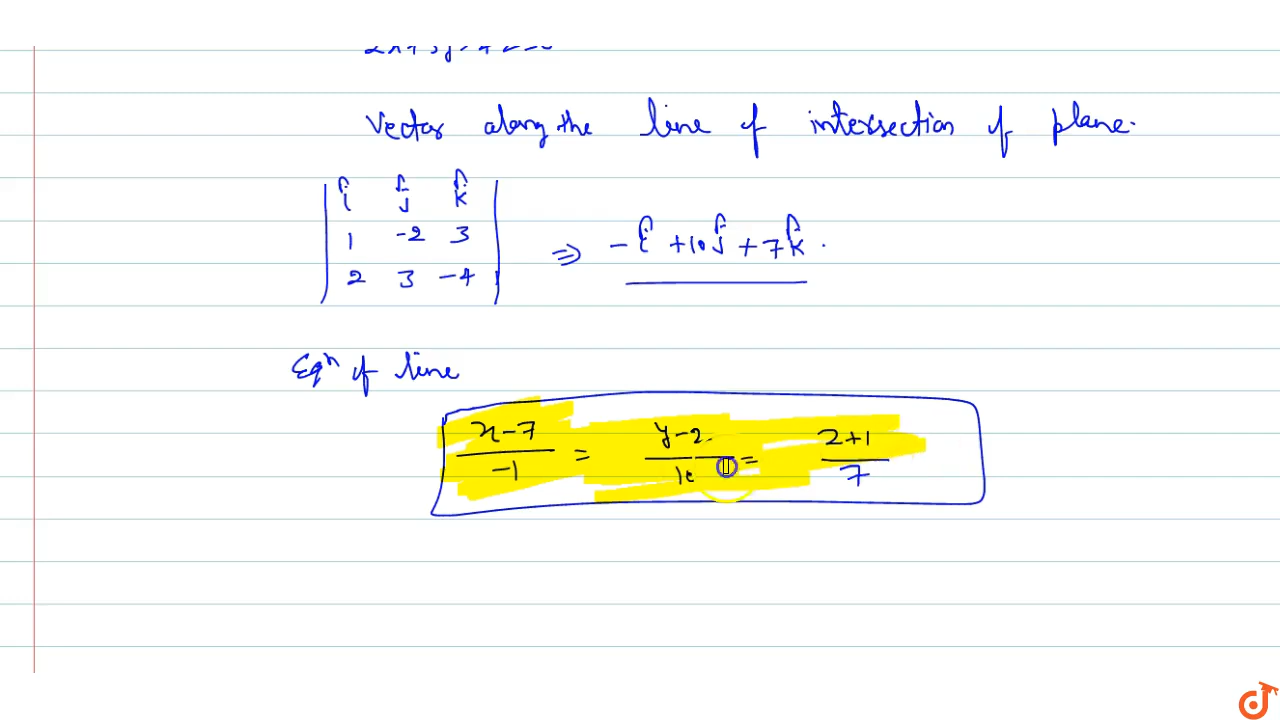 Vector along the line of intersection of plane.
| î ĵ k̂ |
| 1 -2 3 | ⇒ -î +10ĵ +7k̂ .
| 2 3 -4 |
Eqⁿ of line
x-7/-1 = y-2/10 = z+1/7
D